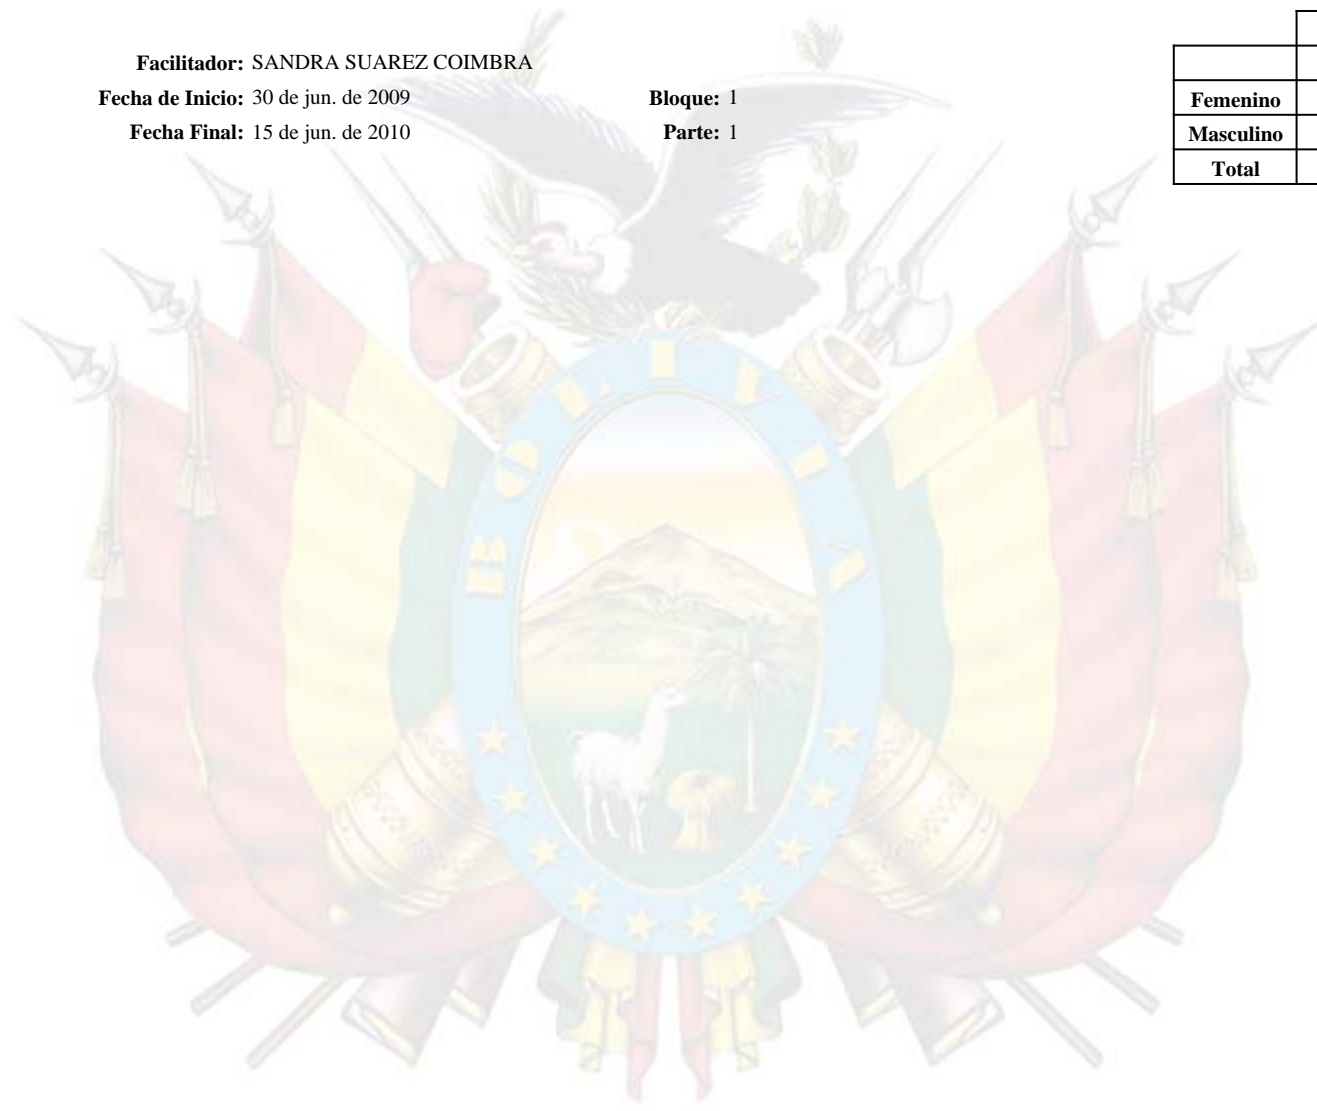 Facilitador: SANDRA SUAREZ COIMBRA
Fecha de Inicio: 30 de jun. de 2009 Bloque: 1
Fecha Final: 15 de jun. de 2010 Parte: 1
Femenino
Masculino
Total
BOLIVIA